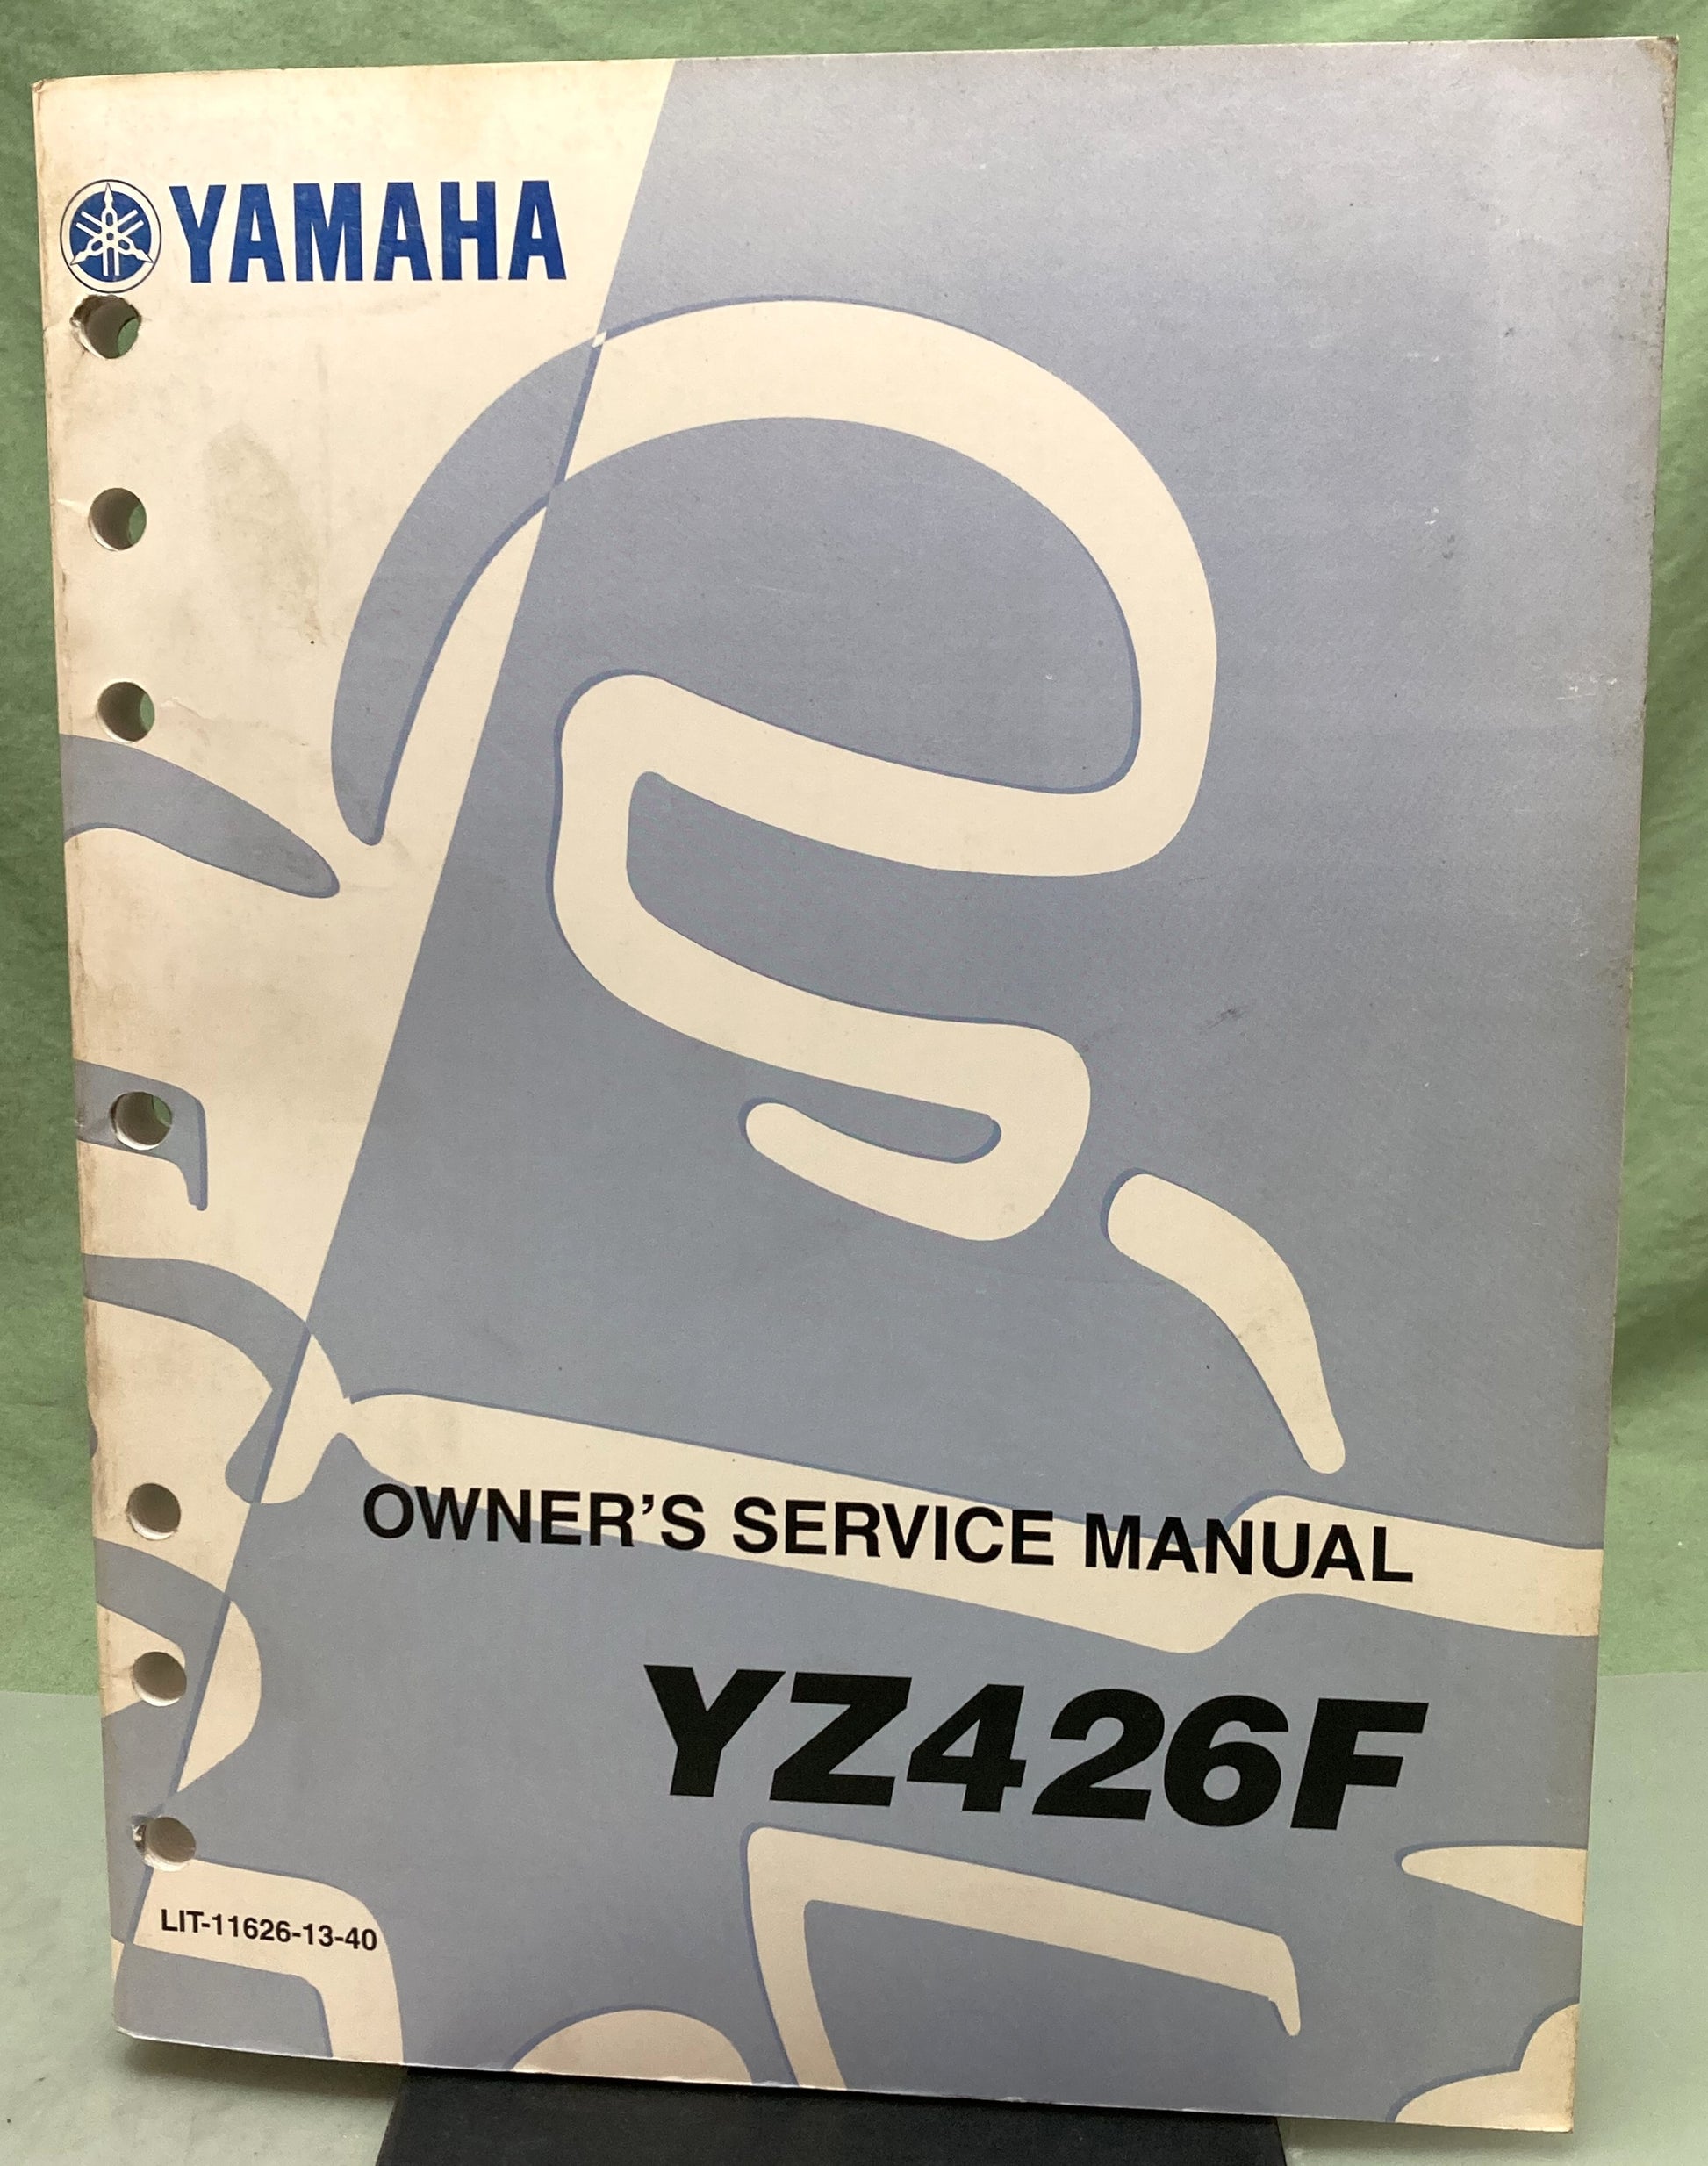 YAMAHA
OWNER'S SERVICE MANUAL
YZ426F
LIT-11626-13-40